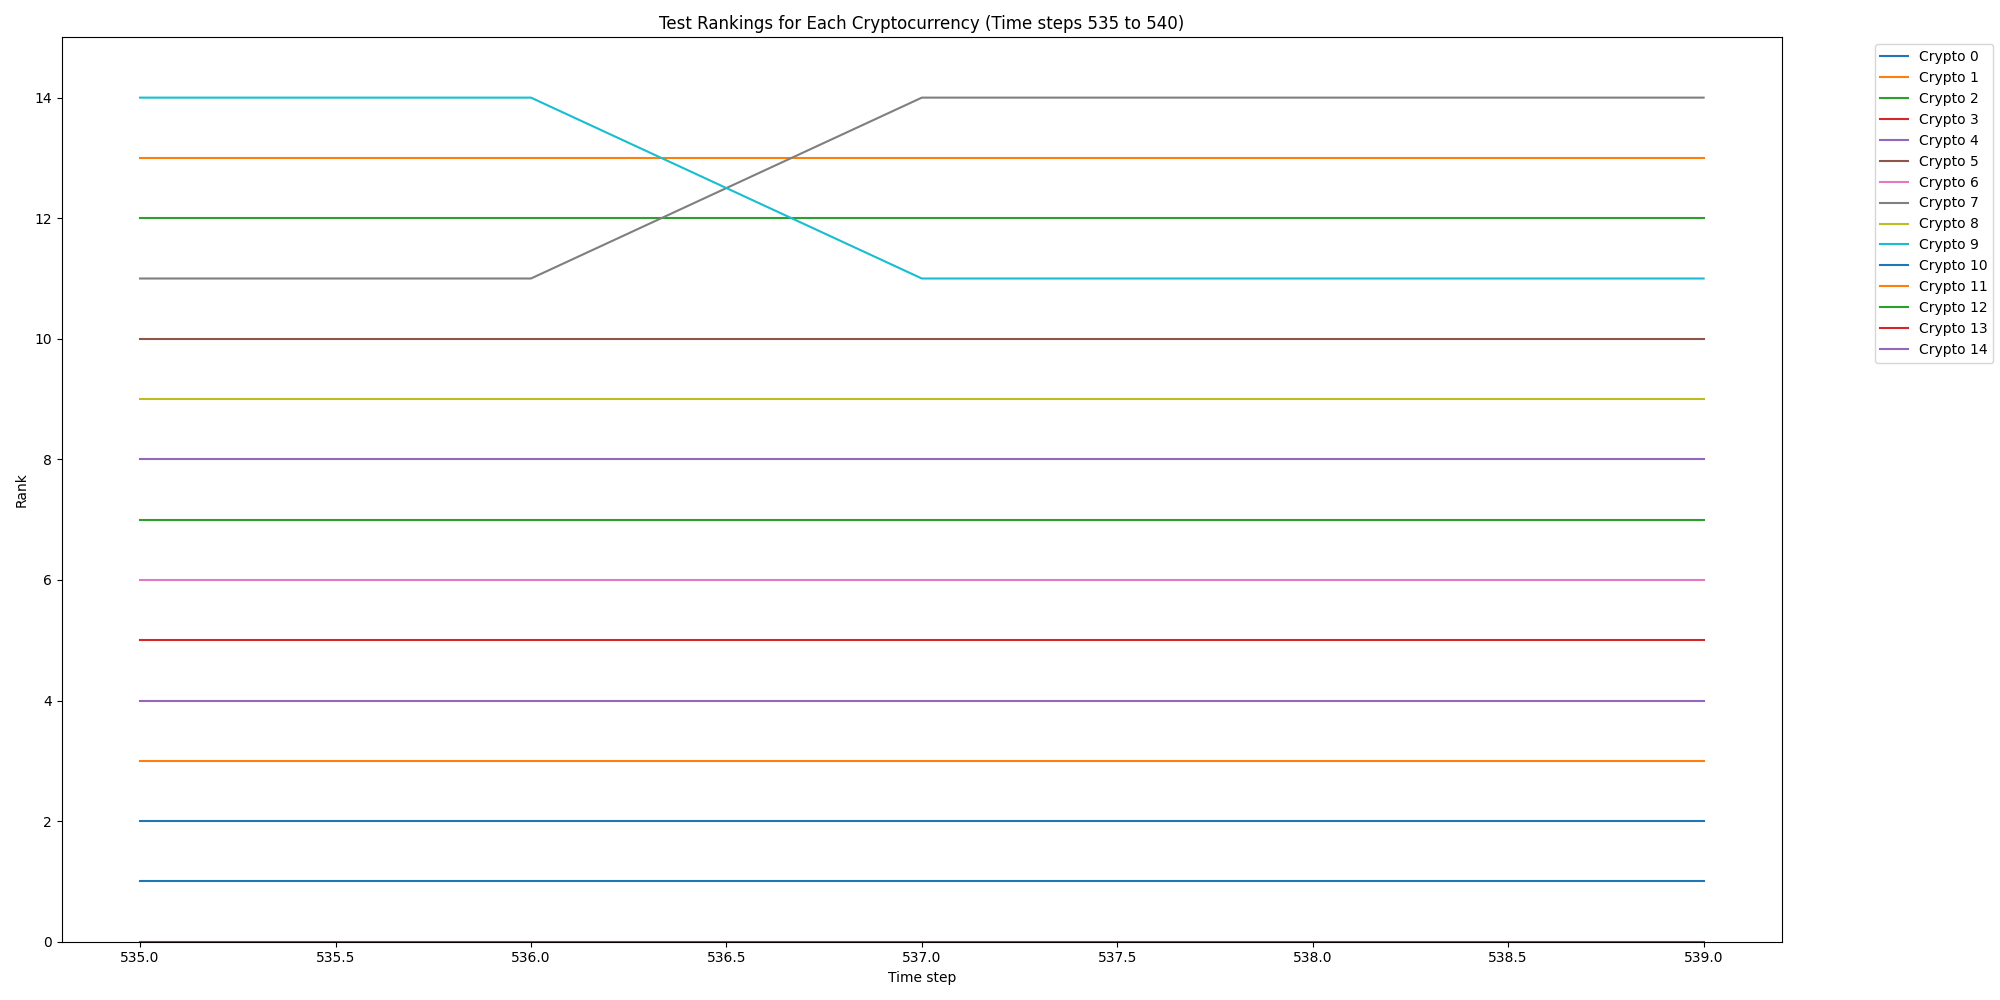 Test Rankings for Each Cryptocurrency (Time steps 535 to 540)
Crypto 0
Crypto 1
Crypto 2
Crypto 3
Crypto 4
Crypto 5
Crypto 6
Crypto 7
Crypto 8
Crypto 9
Crypto 10
Crypto 11
Crypto 12
Crypto 13
Crypto 14
14
12
10
8
6
4
2
0
Rank
535.0 535.5 536.0 536.5 537.0 537.5 538.0 538.5 539.0
Time step